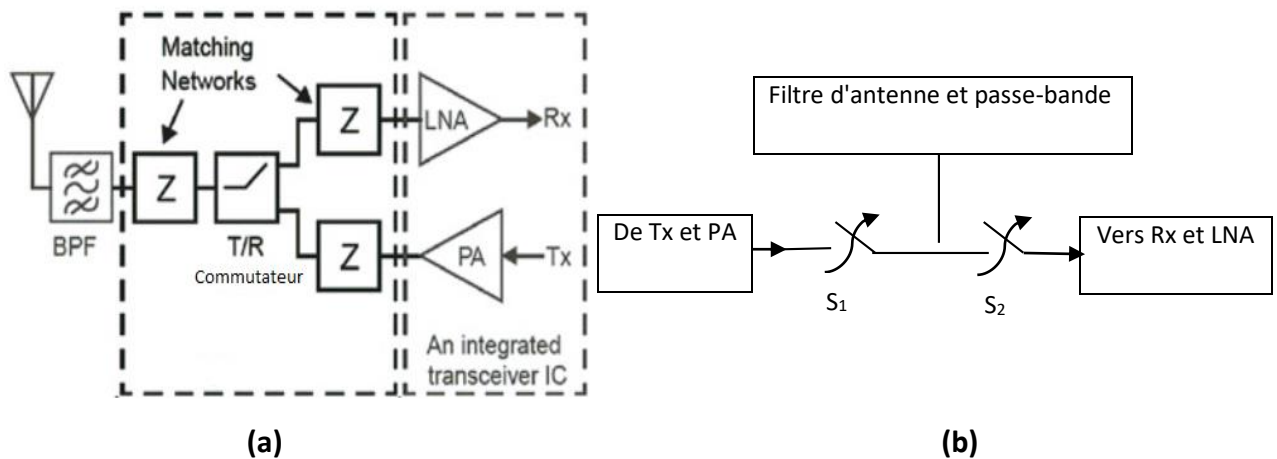 Matching
Networks
Z
LNA
Rx
Z
BPF
T/R
Commutateur
Z
PA
Tx
An integrated
transceiver IC
(a)
Filtre d'antenne et passe-bande
De Tx et PA
Vers Rx et LNA
S1
S2
(b)